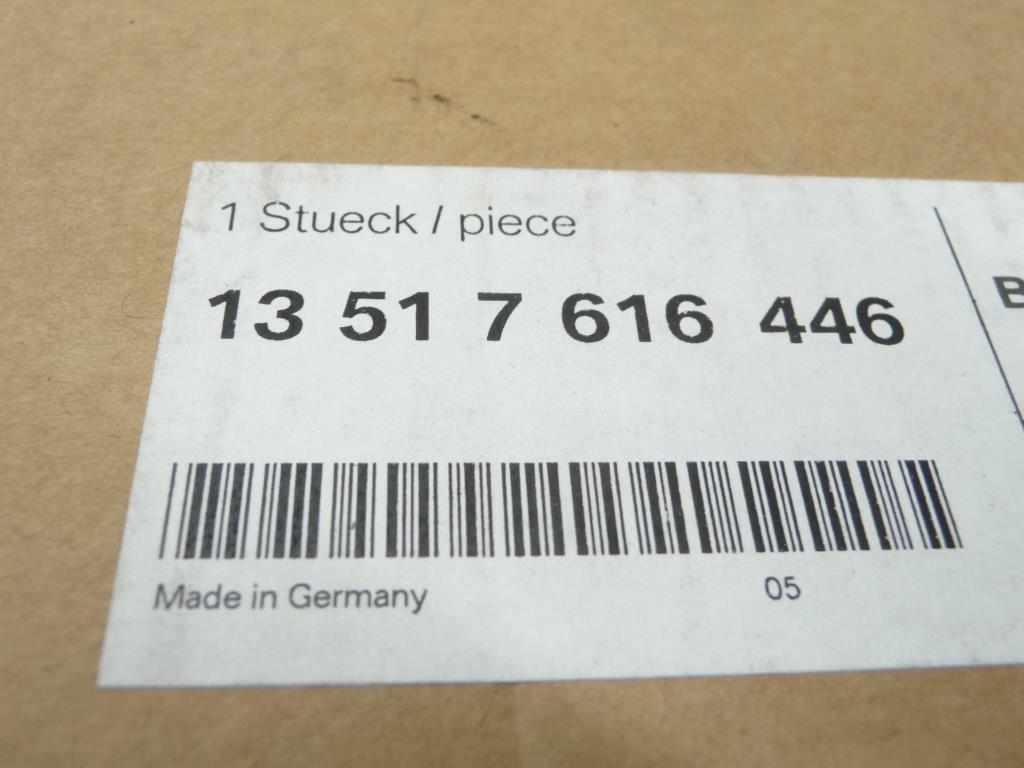 1 Stueck / piece
13 51 7 616 446
B
Made in Germany 05